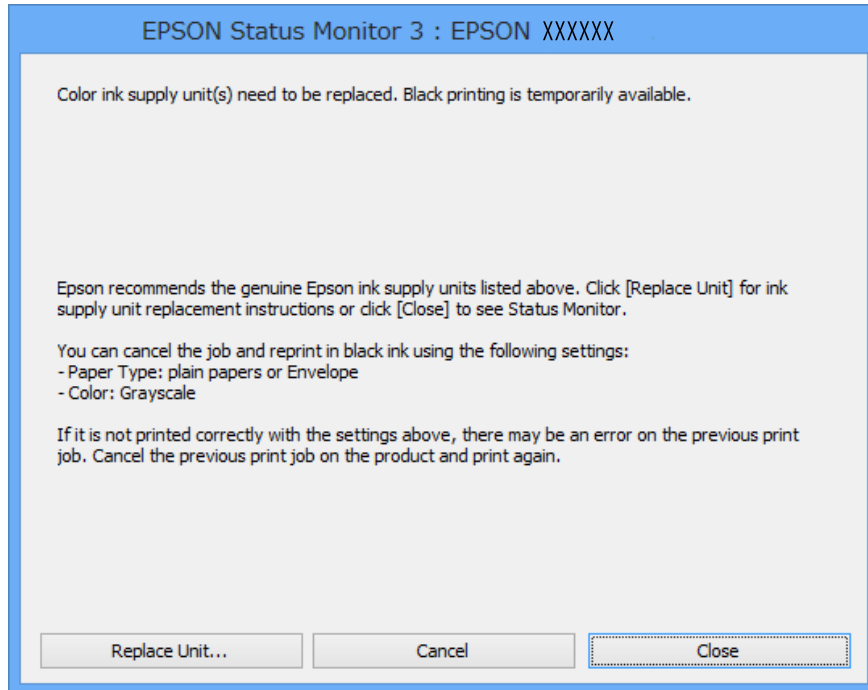 EPSON Status Monitor 3 : EPSON XXXXXX
Color ink supply unit(s) need to be replaced. Black printing is temporarily available.
Epson recommends the genuine Epson ink supply units listed above. Click [Replace Unit] for ink
supply unit replacement instructions or click [Close] to see Status Monitor.
You can cancel the job and reprint in black ink using the following settings:
- Paper Type: plain papers or Envelope
- Color: Grayscale
If it is not printed correctly with the settings above, there may be an error on the previous print
job. Cancel the previous print job on the product and print again.
Replace Unit... Cancel Close